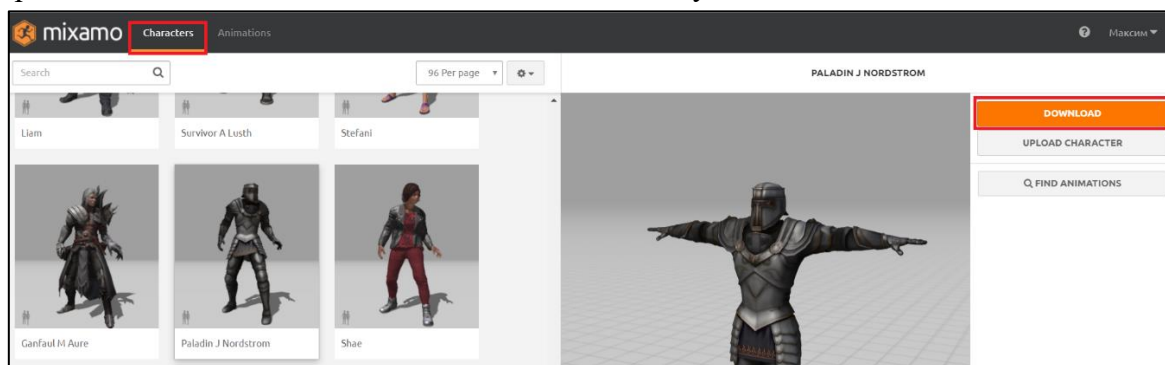 mixamo Characters Animations Максим
Search 96 Per page
PALADIN J NORDSTROM
Liam Survivor A Lusth Stefani
DOWNLOAD
UPLOAD CHARACTER
FIND ANIMATIONS
Ganfaul M Aure Paladin J Nordstrom Shae